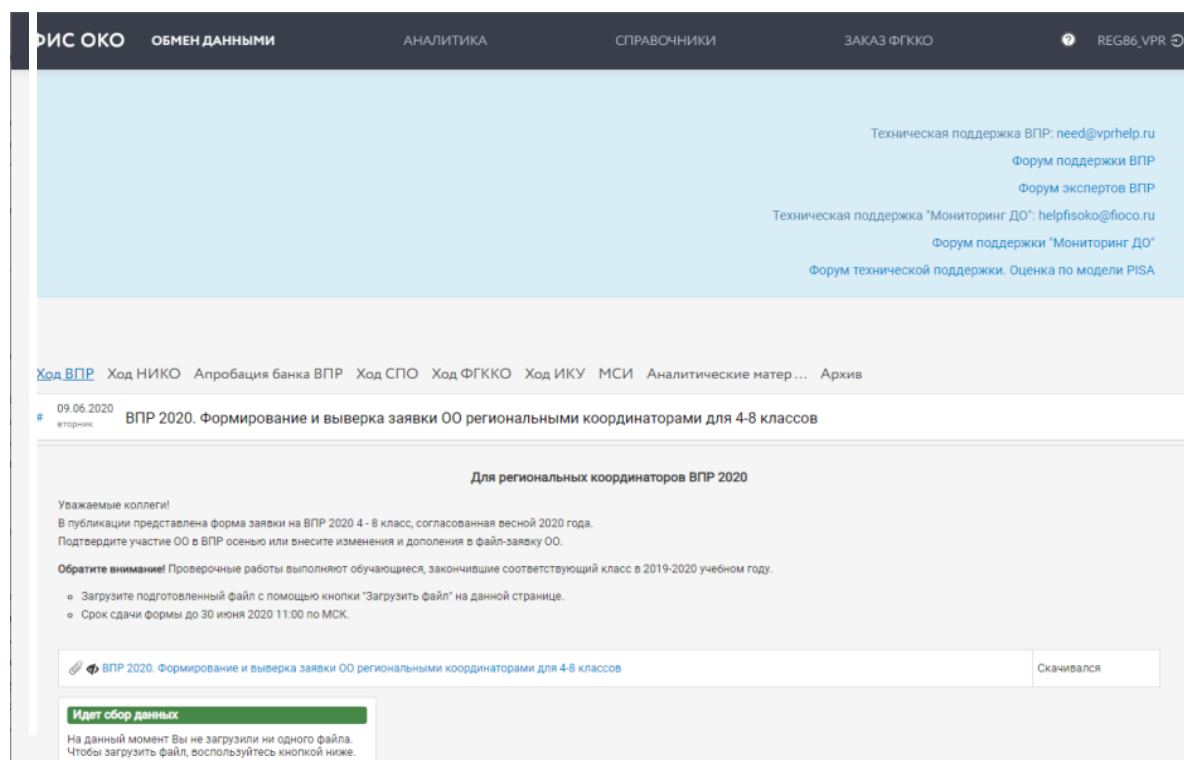 ФИС ОКО ОБМЕН ДАННЫМИ АНАЛИТИКА СПРАВОЧНИКИ ЗАКАЗ ФГККО ? REG86_VPR
Техническая поддержка ВПР: need@vprhelp.ru
Форум поддержки ВПР
Форум экспертов ВПР
Техническая поддержка "Мониторинг ДО": helpfisoko@fioco.ru
Форум поддержки "Мониторинг ДО"
Форум технической поддержки. Оценка по модели PISA
Ход ВПР Ход НИКО Апробация банка ВПР Ход СПО Ход ФГККО Ход ИКУ МСИ Аналитические матер... Архив
# 09.06.2020 вторник ВПР 2020. Формирование и выверка заявки ОО региональными координаторами для 4-8 классов
Для региональных координаторов ВПР 2020
Уважаемые коллеги!
В публикации представлена форма заявки на ВПР 2020 4 - 8 класс, согласованная весной 2020 года.
Подтвердите участие ОО в ВПР осенью или внесите изменения и дополения в файл-заявку ОО.
Обратите внимание! Проверочные работы выполняют обучающиеся, закончившие соответствующий класс в 2019-2020 учебном году.
Загрузите подготовленный файл с помощью кнопки "Загрузить файл" на данной странице.
Срок сдачи формы до 30 июня 2020 11:00 по МСК.
ВПР 2020. Формирование и выверка заявки ОО региональными координаторами для 4-8 классов Скачивался
Идет сбор данных
На данный момент Вы не загрузили ни одного файла.
Чтобы загрузить файл, воспользуйтесь кнопкой ниже.